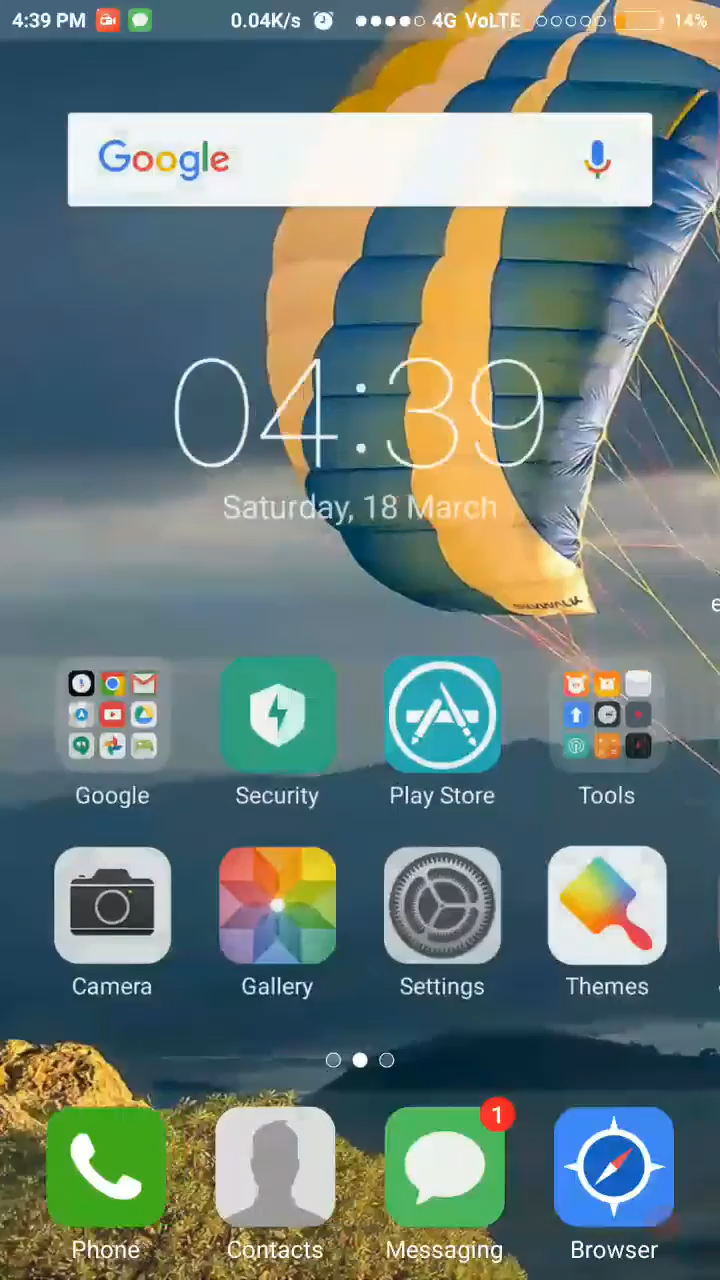 4:39 PM 0.04K/s 4G VoLTE 14%
Google
04:39
Saturday, 18 March
SKYWALK
Google Security Play Store Tools
Camera Gallery Settings Themes
1
Phone Contacts Messaging Browser